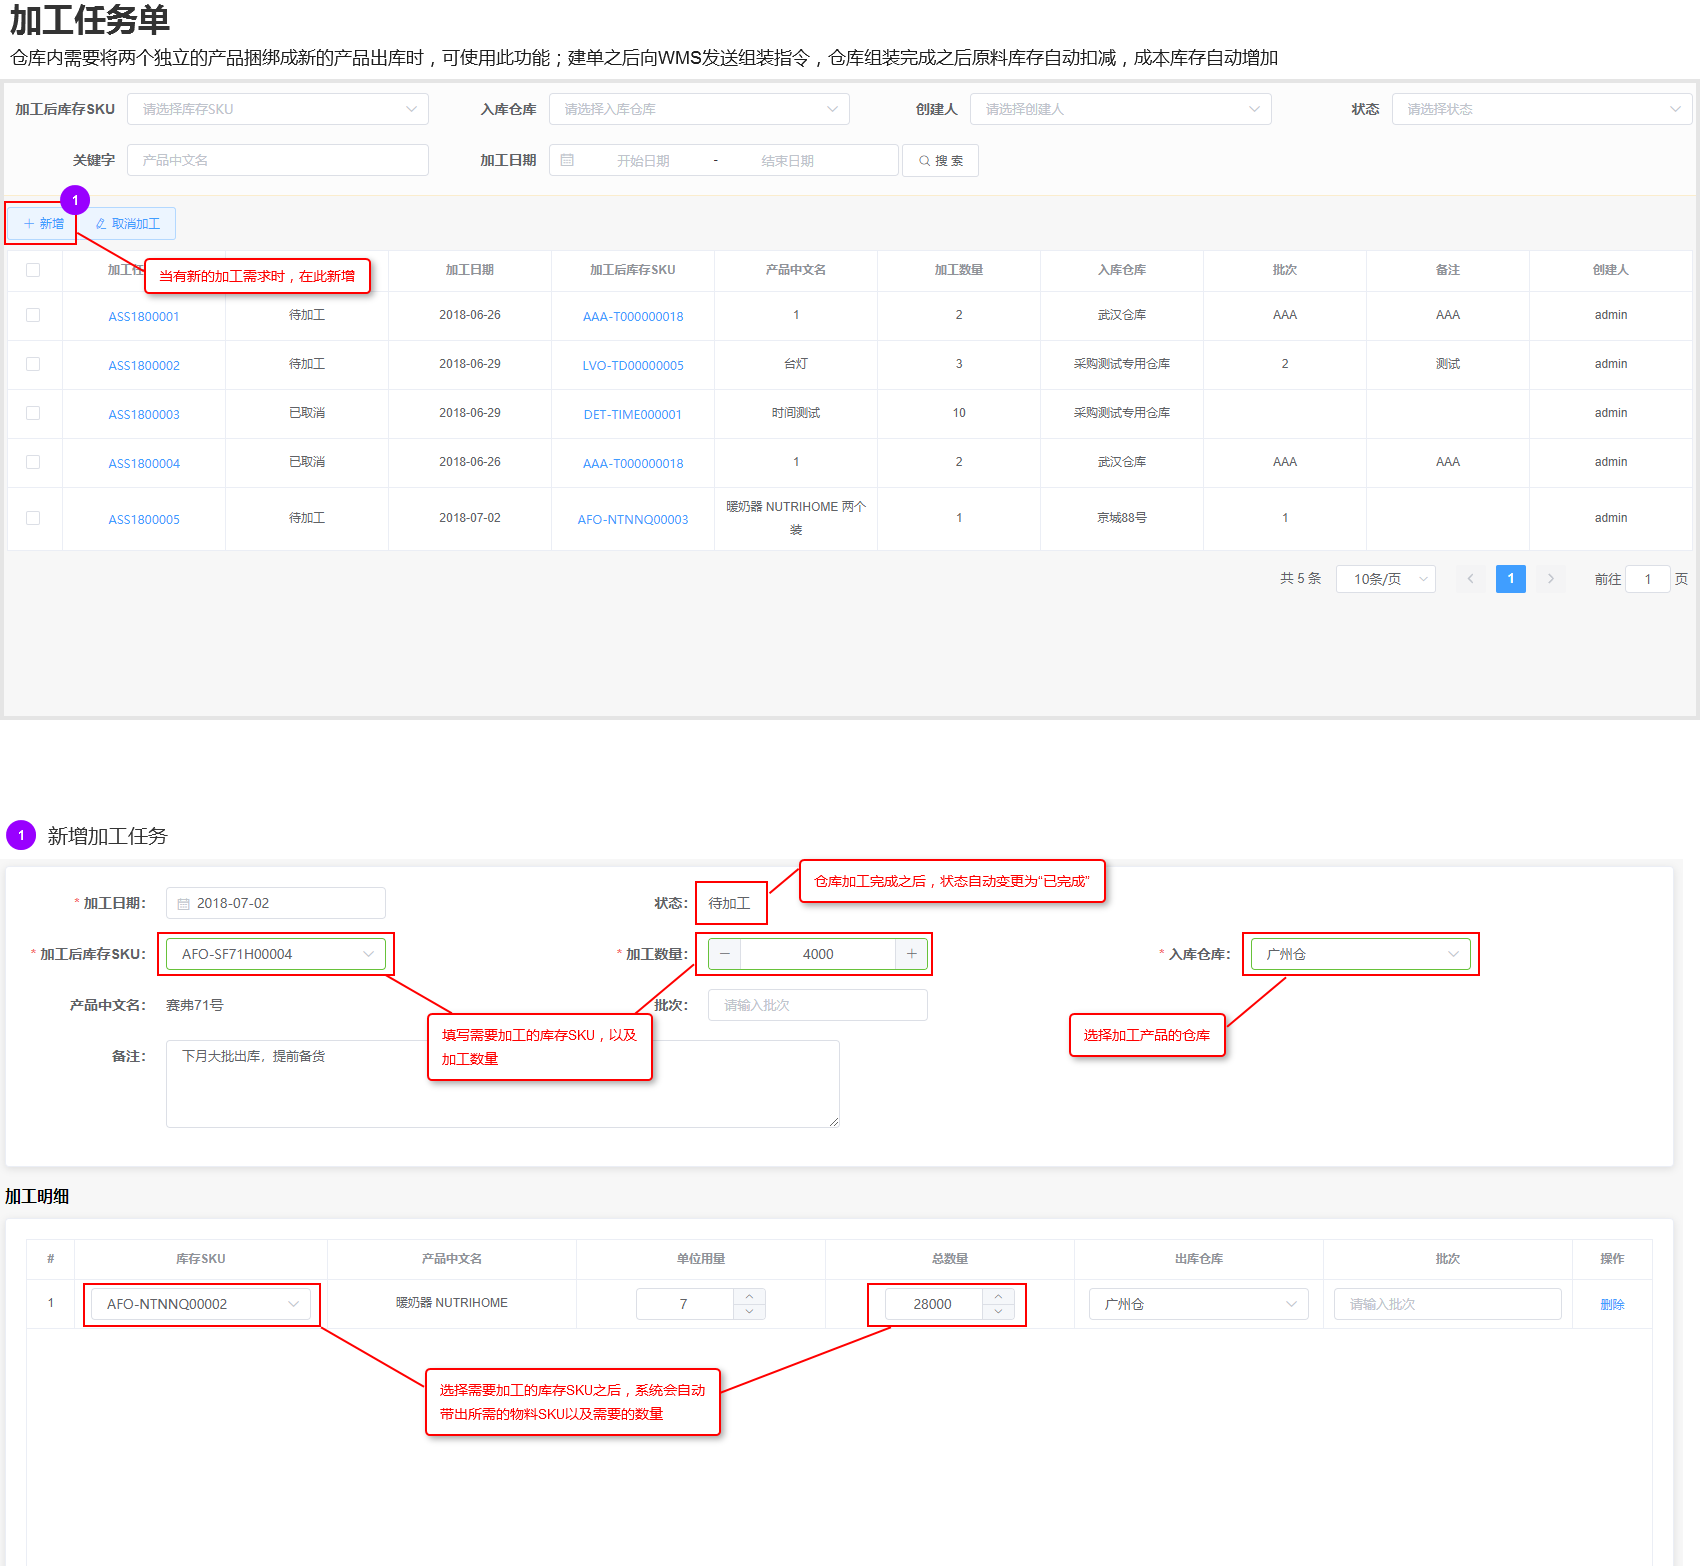 加工任务单
仓库内需要将两个独立的产品捆绑成新的产品出库时，可使用此功能；建单之后向WMS发送组装指令，仓库组装完成之后原料库存自动扣减，成本库存自动增加
加工后库存SKU 请选择库存SKU 入库仓库 请选择入库仓库 创建人 请选择创建人 状态 请选择状态
关键字 产品中文名 加工日期 开始日期 - 结束日期 搜 索
1
新增 取消加工
当有新的加工需求时，在此新增
加工任 加工日期 加工后库存SKU 产品中文名 加工数量 入库仓库 批次 备注 创建人
ASS1800001 待加工 2018-06-26 AAA-T000000018 1 2 武汉仓库 AAA AAA admin
ASS1800002 待加工 2018-06-29 LVO-TD00000005 台灯 3 采购测试专用仓库 2 测试 admin
ASS1800003 已取消 2018-06-29 DET-TIME000001 时间测试 10 采购测试专用仓库 admin
ASS1800004 已取消 2018-06-26 AAA-T000000018 1 2 武汉仓库 AAA AAA admin
ASS1800005 待加工 2018-07-02 AFO-NTNNQ00003 暖奶器 NUTRIHOME 两个装 1 京城88号 1 admin
共 5 条 10条/页 1 前往 1 页
1 新增加工任务
仓库加工完成之后，状态自动变更为“已完成”
* 加工日期： 2018-07-02 状态： 待加工
* 加工后库存SKU： AFO-SF71H00004 * 加工数量： 4000 * 入库仓库： 广州仓
产品中文名： 赛弗71号 批次： 请输入批次
填写需要加工的库存SKU，以及
加工数量
选择加工产品的仓库
备注： 下月大批出库，提前备货
加工明细
# 库存SKU 产品中文名 单位用量 总数量 出库仓库 批次 操作
1 AFO-NTNNQ00002 暖奶器 NUTRIHOME 7 28000 广州仓 请输入批次 删除
选择需要加工的库存SKU之后，系统会自动
带出所需的物料SKU以及需要的数量